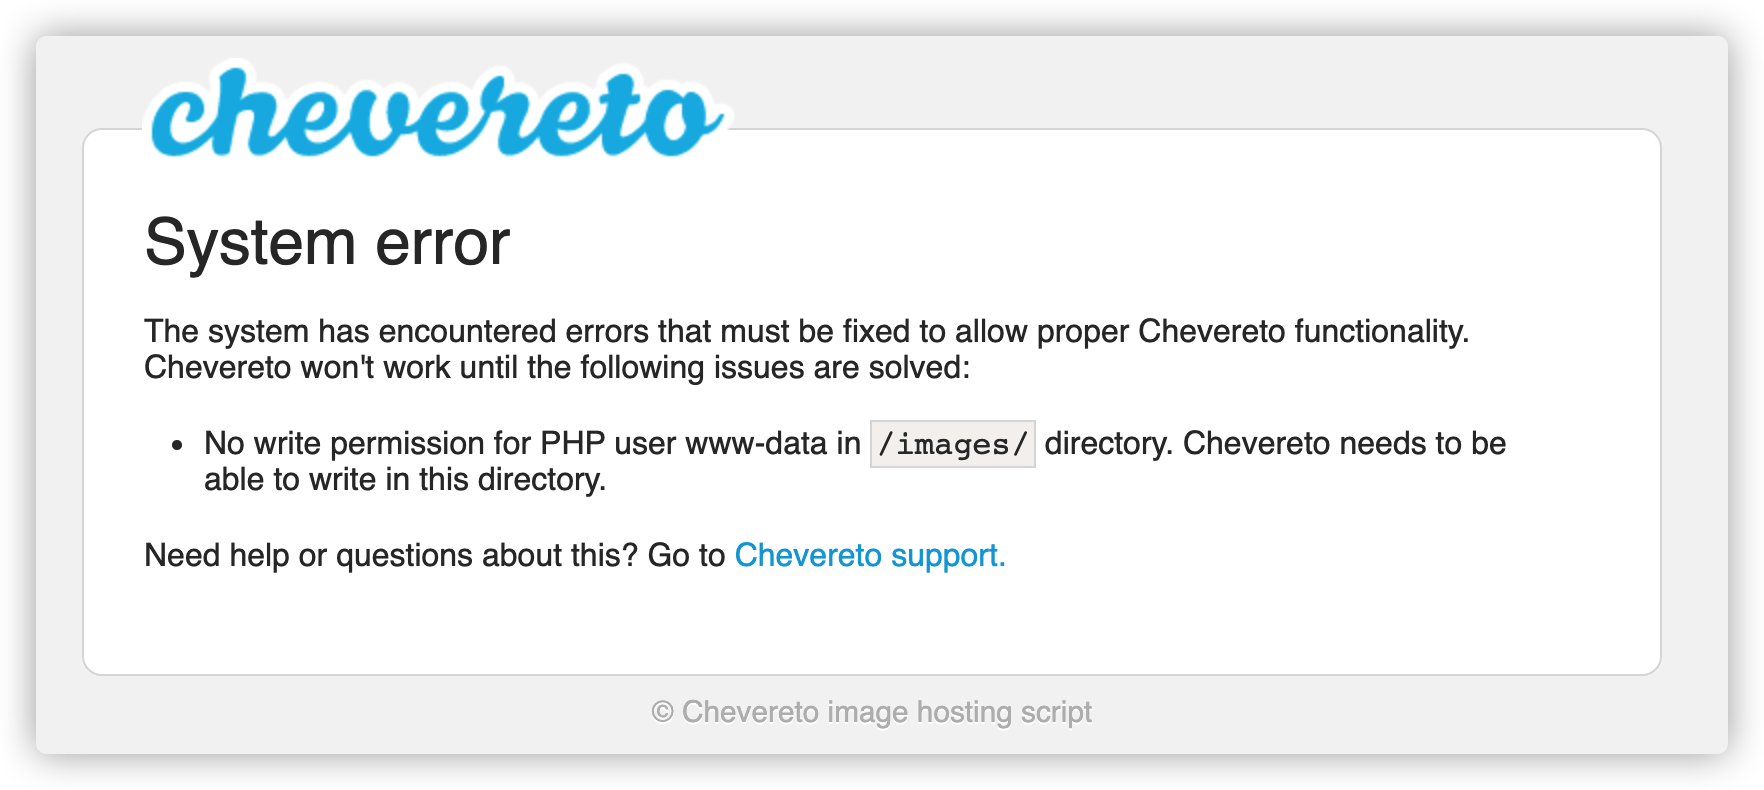 chevereto
System error
The system has encountered errors that must be fixed to allow proper Chevereto functionality.
Chevereto won't work until the following issues are solved:
• No write permission for PHP user www-data in /images/ directory. Chevereto needs to be
able to write in this directory.
Need help or questions about this? Go to Chevereto support.
© Chevereto image hosting script